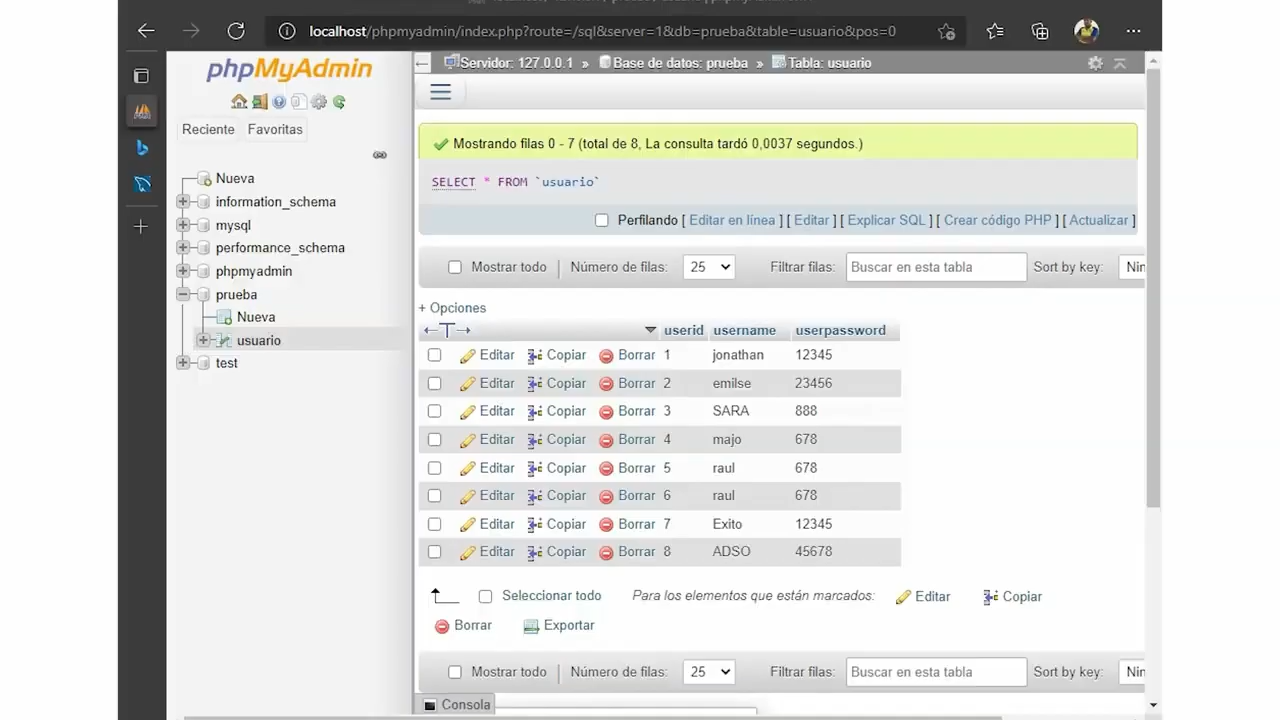 localhost/phpmyadmin/index.php?route=/sql&server=1&db=prueba&table=usuario&pos=0
phpMyAdmin
Servidor: 127.0.0.1 » Base de datos: prueba » Tabla: usuario
Reciente Favoritas
Nueva
information_schema
mysql
performance_schema
phpmyadmin
prueba
Nueva
usuario
test
Mostrando filas 0 - 7 (total de 8, La consulta tardó 0,0037 segundos.)
SELECT * FROM `usuario`
Perfilando [ Editar en línea ] [ Editar ] [ Explicar SQL ] [ Crear código PHP ] [ Actualizar ]
Mostrar todo | Número de filas: 25 Filtrar filas: Buscar en esta tabla Sort by key: Nin
+ Opciones
←T→ userid username userpassword
Editar Copiar Borrar 1 jonathan 12345
Editar Copiar Borrar 2 emilse 23456
Editar Copiar Borrar 3 SARA 888
Editar Copiar Borrar 4 majo 678
Editar Copiar Borrar 5 raul 678
Editar Copiar Borrar 6 raul 678
Editar Copiar Borrar 7 Exito 12345
Editar Copiar Borrar 8 ADSO 45678
Seleccionar todo Para los elementos que están marcados: Editar Copiar
Borrar Exportar
Mostrar todo | Número de filas: 25 Filtrar filas: Buscar en esta tabla Sort by key: Nin
Consola